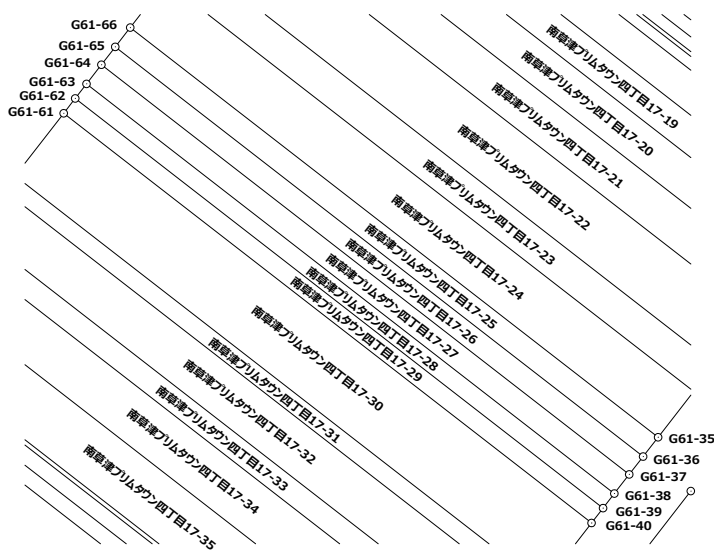 G61-66
G61-65
G61-64
G61-63
G61-62
G61-61
南草津プリムタウン四丁目17-19
南草津プリムタウン四丁目17-20
南草津プリムタウン四丁目17-21
南草津プリムタウン四丁目17-22
南草津プリムタウン四丁目17-23
南草津プリムタウン四丁目17-24
南草津プリムタウン四丁目17-25
南草津プリムタウン四丁目17-26
南草津プリムタウン四丁目17-27
南草津プリムタウン四丁目17-28
南草津プリムタウン四丁目17-29
南草津プリムタウン四丁目17-30
南草津プリムタウン四丁目17-31
南草津プリムタウン四丁目17-32
南草津プリムタウン四丁目17-33
南草津プリムタウン四丁目17-34
南草津プリムタウン四丁目17-35
G61-35
G61-36
G61-37
G61-38
G61-39
G61-40